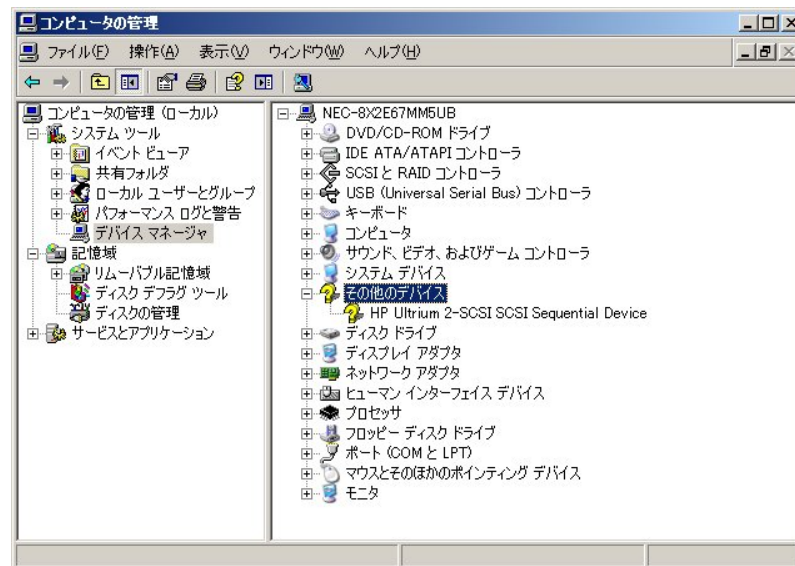 コンピュータの管理
ファイル(F) 操作(A) 表示(V) ウィンドウ(W) ヘルプ(H)
コンピュータの管理 (ローカル)
システム ツール
イベント ビューア
共有フォルダ
ローカル ユーザーとグループ
パフォーマンス ログと警告
デバイス マネージャ
記憶域
リムーバブル記憶域
ディスク デフラグ ツール
ディスクの管理
サービスとアプリケーション
NEC-8X2E67MM5UB
DVD/CD-ROM ドライブ
IDE ATA/ATAPI コントローラ
SCSI と RAID コントローラ
USB (Universal Serial Bus) コントローラ
キーボード
コンピュータ
サウンド、ビデオ、およびゲーム コントローラ
システム デバイス
その他のデバイス
HP Ultrium 2-SCSI SCSI Sequential Device
ディスク ドライブ
ディスプレイ アダプタ
ネットワーク アダプタ
ヒューマン インターフェイス デバイス
プロセッサ
フロッピー ディスク ドライブ
ポート (COM と LPT)
マウスとそのほかのポインティング デバイス
モニタ